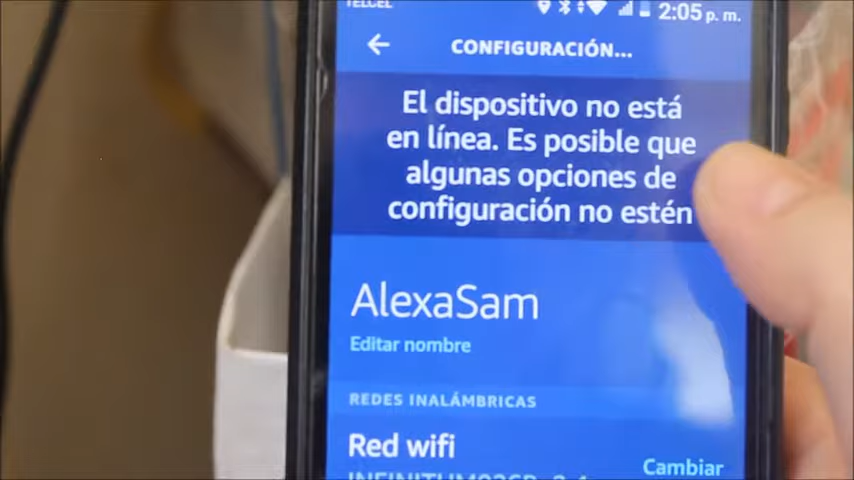 TELCEL 2:05 p. m.
CONFIGURACIÓN...
El dispositivo no está
en línea. Es posible que
algunas opciones de
configuración no estén
AlexaSam
Editar nombre
REDES INALÁMBRICAS
Red wifi
Cambiar